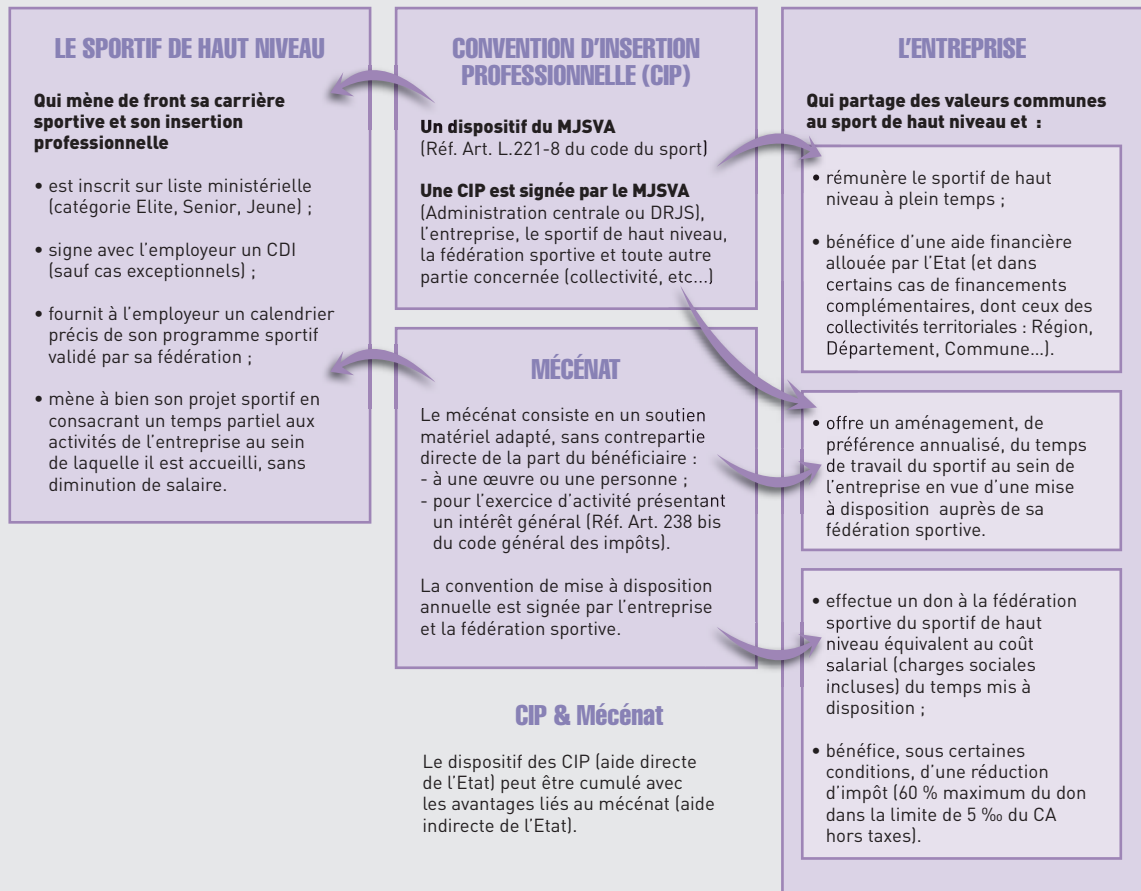 LE SPORTIF DE HAUT NIVEAU
Qui mène de front sa carrière
sportive et son insertion
professionnelle
• est inscrit sur liste ministérielle
(catégorie Elite, Senior, Jeune) ;
• signe avec l'employeur un CDI
(sauf cas exceptionnels) ;
• fournit à l'employeur un calendrier
précis de son programme sportif
validé par sa fédération ;
• mène à bien son projet sportif en
consacrant un temps partiel aux
activités de l'entreprise au sein
de laquelle il est accueilli, sans
diminution de salaire.
CONVENTION D'INSERTION
PROFESSIONNELLE (CIP)
Un dispositif du MJSVA
(Réf. Art. L.221-8 du code du sport)
Une CIP est signée par le MJSVA
(Administration centrale ou DRJS),
l'entreprise, le sportif de haut niveau,
la fédération sportive et toute autre
partie concernée (collectivité, etc...)
MÉCÉNAT
Le mécénat consiste en un soutien
matériel adapté, sans contrepartie
directe de la part du bénéficiaire :
- à une œuvre ou une personne ;
- pour l'exercice d'activité présentant
un intérêt général (Réf. Art. 238 bis
du code général des impôts).
La convention de mise à disposition
annuelle est signée par l'entreprise
et la fédération sportive.
CIP & Mécénat
Le dispositif des CIP (aide directe
de l'Etat) peut être cumulé avec
les avantages liés au mécénat (aide
indirecte de l'Etat).
L'ENTREPRISE
Qui partage des valeurs communes
au sport de haut niveau et :
• rémunère le sportif de haut
niveau à plein temps ;
• bénéfice d'une aide financière
allouée par l'Etat (et dans
certains cas de financements
complémentaires, dont ceux des
collectivités territoriales : Région,
Département, Commune...).
• offre un aménagement, de
préférence annualisé, du temps
de travail du sportif au sein de
l'entreprise en vue d'une mise
à disposition auprès de sa
fédération sportive.
• effectue un don à la fédération
sportive du sportif de haut
niveau équivalent au coût
salarial (charges sociales
incluses) du temps mis à
disposition ;
• bénéfice, sous certaines
conditions, d'une réduction
d'impôt (60 % maximum du don
dans la limite de 5 ‰ du CA
hors taxes).